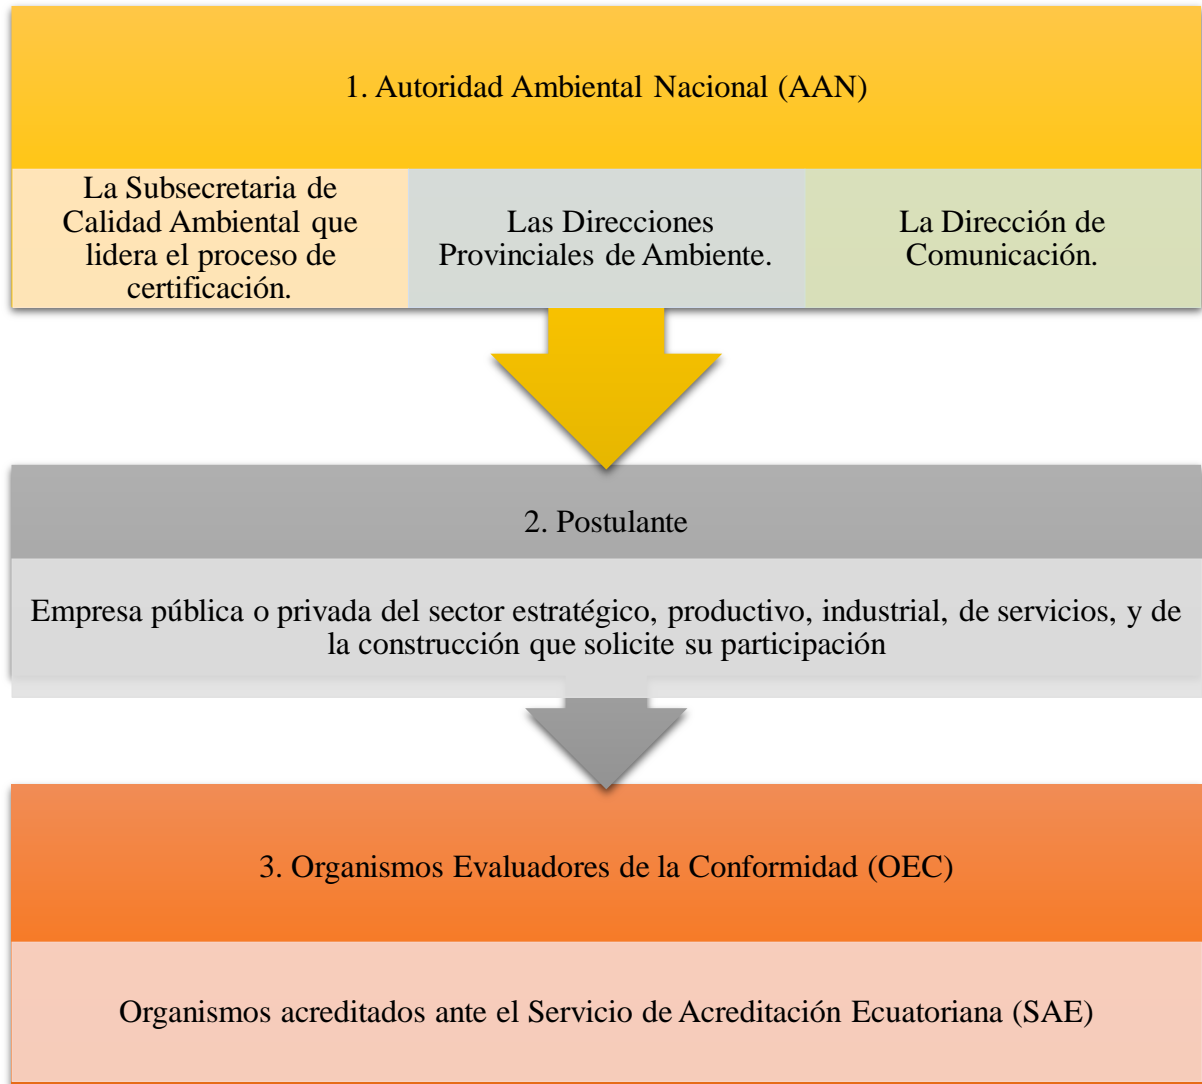 1. Autoridad Ambiental Nacional (AAN)
La Subsecretaria de
Calidad Ambiental que
lidera el proceso de
certificación.
Las Direcciones
Provinciales de Ambiente.
La Dirección de
Comunicación.
2. Postulante
Empresa pública o privada del sector estratégico, productivo, industrial, de servicios, y de
la construcción que solicite su participación
3. Organismos Evaluadores de la Conformidad (OEC)
Organismos acreditados ante el Servicio de Acreditación Ecuatoriana (SAE)